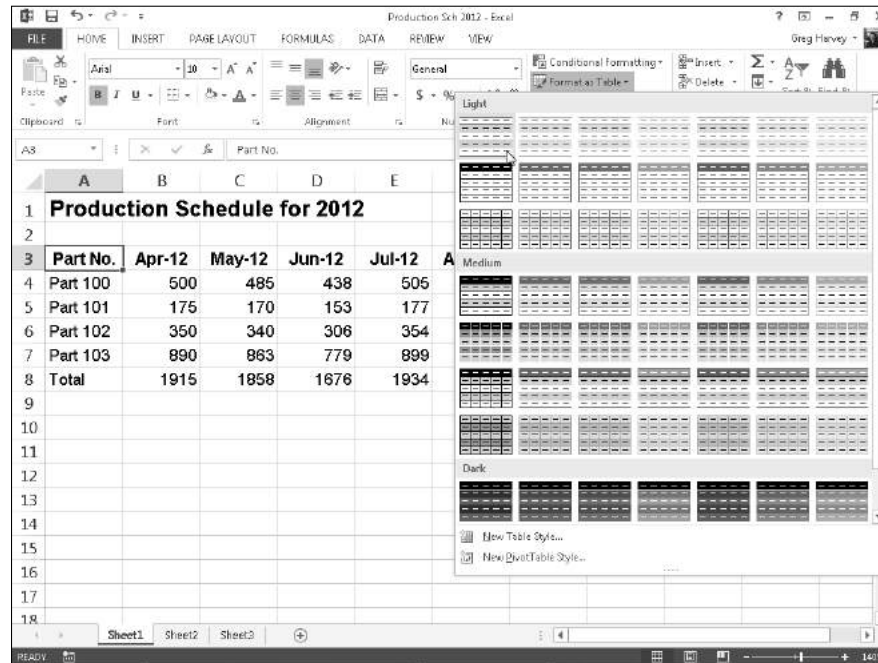 Production Sch 2012 - Excel
FILE HOME INSERT PAGE LAYOUT FORMULAS DATA REVIEW VIEW Greg Harvey
Paste Arial 10 A A General Conditional Formatting Insert
B I U A $ % Format as Table Delete
Clipboard Font Alignment
A3 fx Part No.
A B C D E
1 Production Schedule for 2012
2
3 Part No. Apr-12 May-12 Jun-12 Jul-12 A
4 Part 100 500 485 438 505
5 Part 101 175 170 153 177
6 Part 102 350 340 306 354
7 Part 103 890 863 779 899
8 Total 1915 1858 1676 1934
9
10
11
12
13
14
15
16
17
18
Light
Medium
Dark
New Table Style...
New PivotTable Style...
Sheet1 Sheet2 Sheet3
READY 140